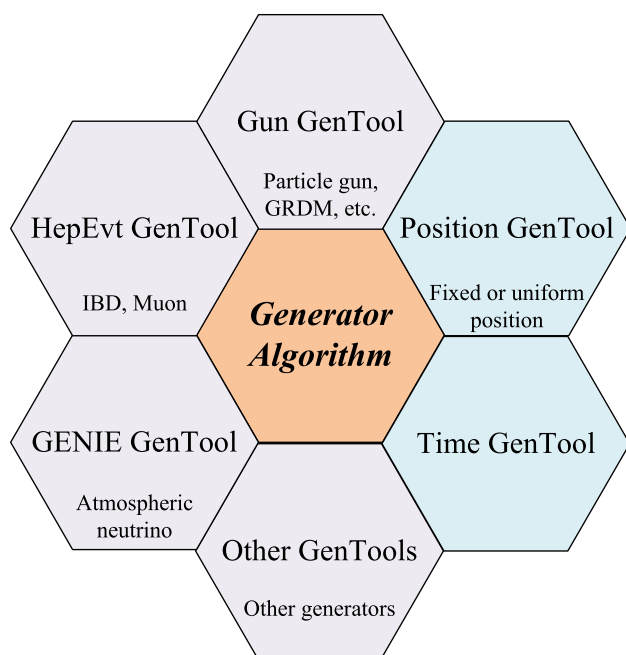 Gun GenTool
Particle gun,
GRDM, etc.
HepEvt GenTool
IBD, Muon
Position GenTool
Fixed or uniform
position
Generator
Algorithm
GENIE GenTool
Atmospheric
neutrino
Time GenTool
Other GenTools
Other generators